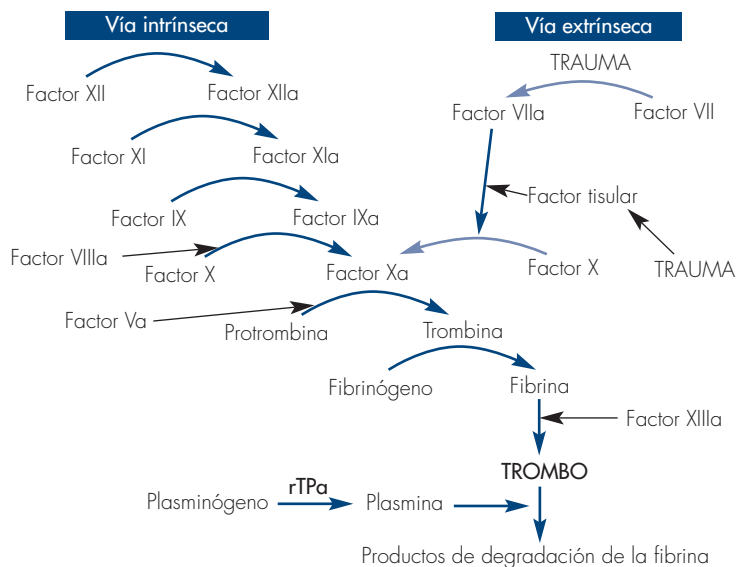 Vía intrínseca
Vía extrínseca
TRAUMA
Factor XII
Factor XIIa
Factor VIIa
Factor VII
Factor XI
Factor XIa
Factor tisular
Factor IX
Factor IXa
Factor VIIIa
Factor X
Factor Xa
Factor X
TRAUMA
Factor Va
Protrombina
Trombina
Fibrinógeno
Fibrina
Factor XIIIa
TROMBO
Plasminógeno
rTPa
Plasmina
Productos de degradación de la fibrina